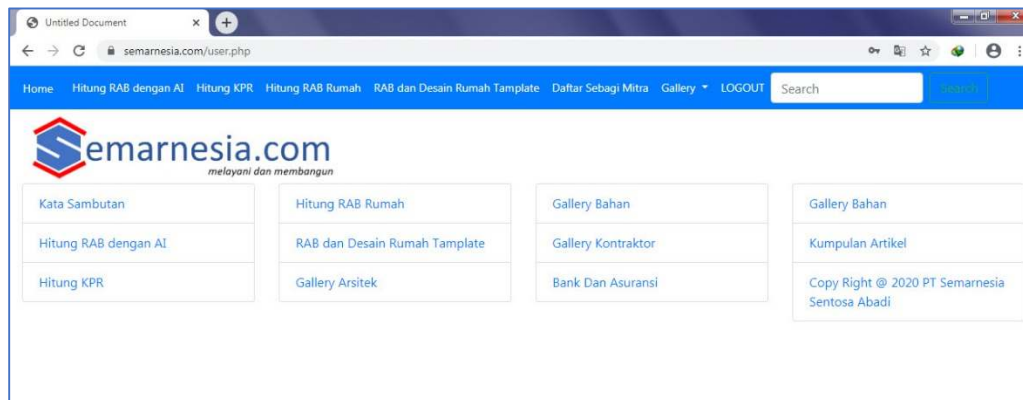 Untitled Document
semarnesia.com/user.php
Home Hitung RAB dengan AI Hitung KPR Hitung RAB Rumah RAB dan Desain Rumah Tamplate Daftar Sebagi Mitra Gallery LOGOUT Search Search
Semarnesia.com
melayani dan membangun
Kata Sambutan
Hitung RAB dengan AI
Hitung KPR
Hitung RAB Rumah
RAB dan Desain Rumah Tamplate
Gallery Arsitek
Gallery Bahan
Gallery Kontraktor
Bank Dan Asuransi
Gallery Bahan
Kumpulan Artikel
Copy Right @ 2020 PT Semarnesia
Sentosa Abadi